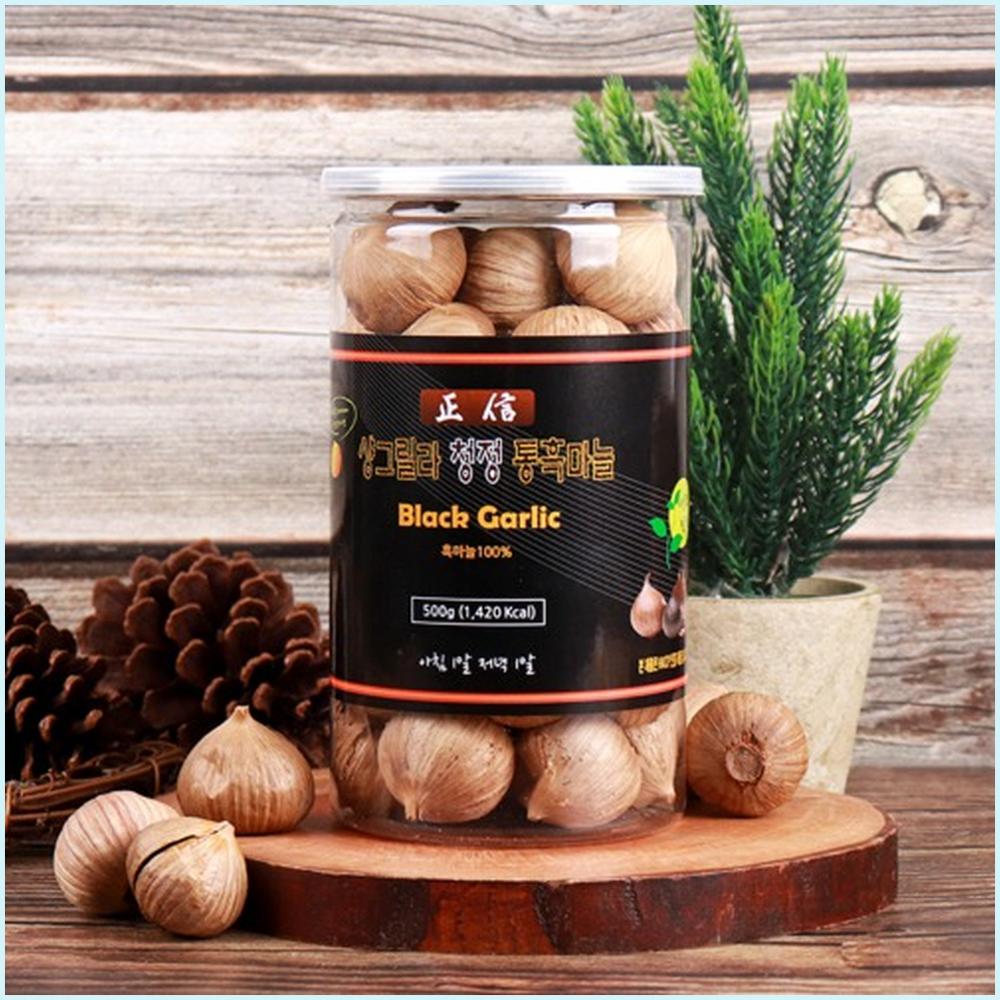 正信
샹그릴라 청정 통흑마늘
Black Garlic
흑마늘100%
500g (1,420 Kcal)
아침 1알 저녁 1알